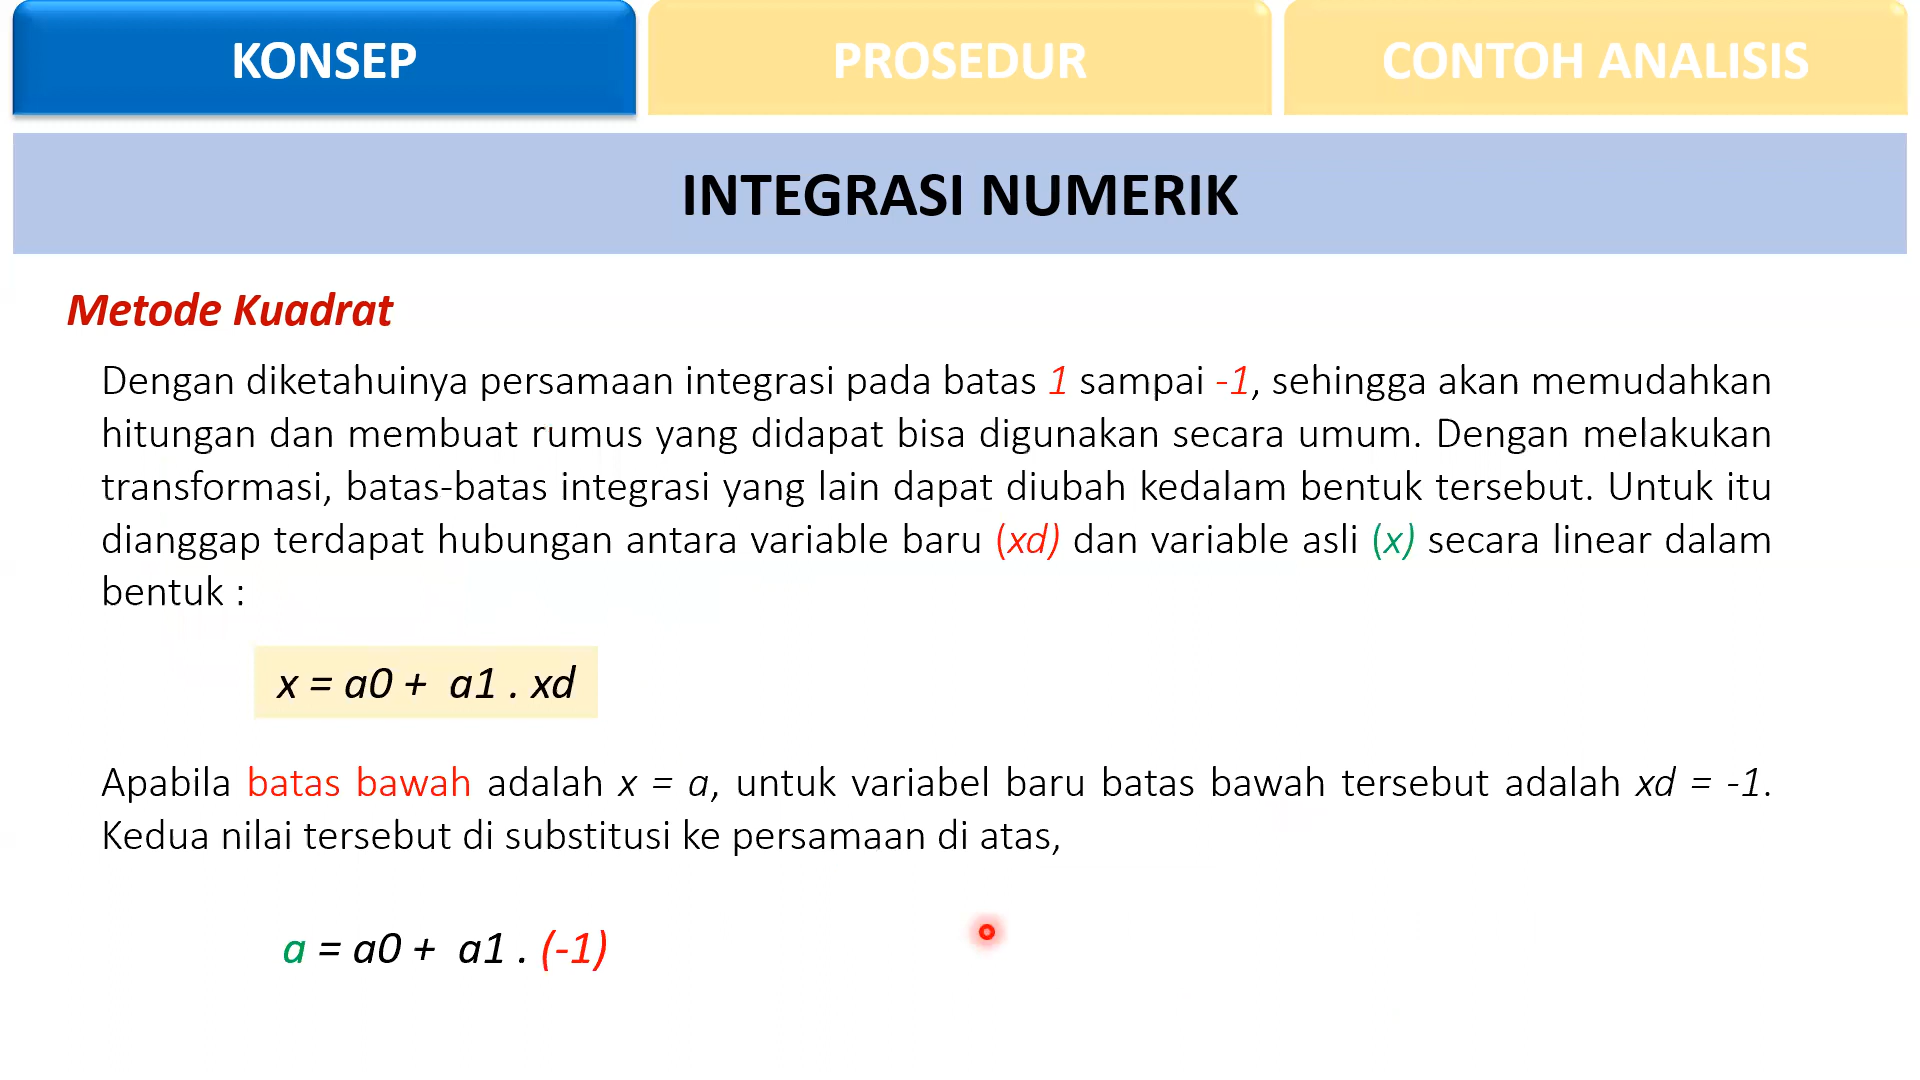 KONSEP
PROSEDUR
CONTOH ANALISIS
INTEGRASI NUMERIK
Metode Kuadrat
Dengan diketahuinya persamaan integrasi pada batas 1 sampai -1, sehingga akan memudahkan
hitungan dan membuat rumus yang didapat bisa digunakan secara umum. Dengan melakukan
transformasi, batas-batas integrasi yang lain dapat diubah kedalam bentuk tersebut. Untuk itu
dianggap terdapat hubungan antara variable baru (xd) dan variable asli (x) secara linear dalam
bentuk :
x = a0 + a1 . xd
Apabila batas bawah adalah x = a, untuk variabel baru batas bawah tersebut adalah xd = -1.
Kedua nilai tersebut di substitusi ke persamaan di atas,
a = a0 + a1 . (-1)